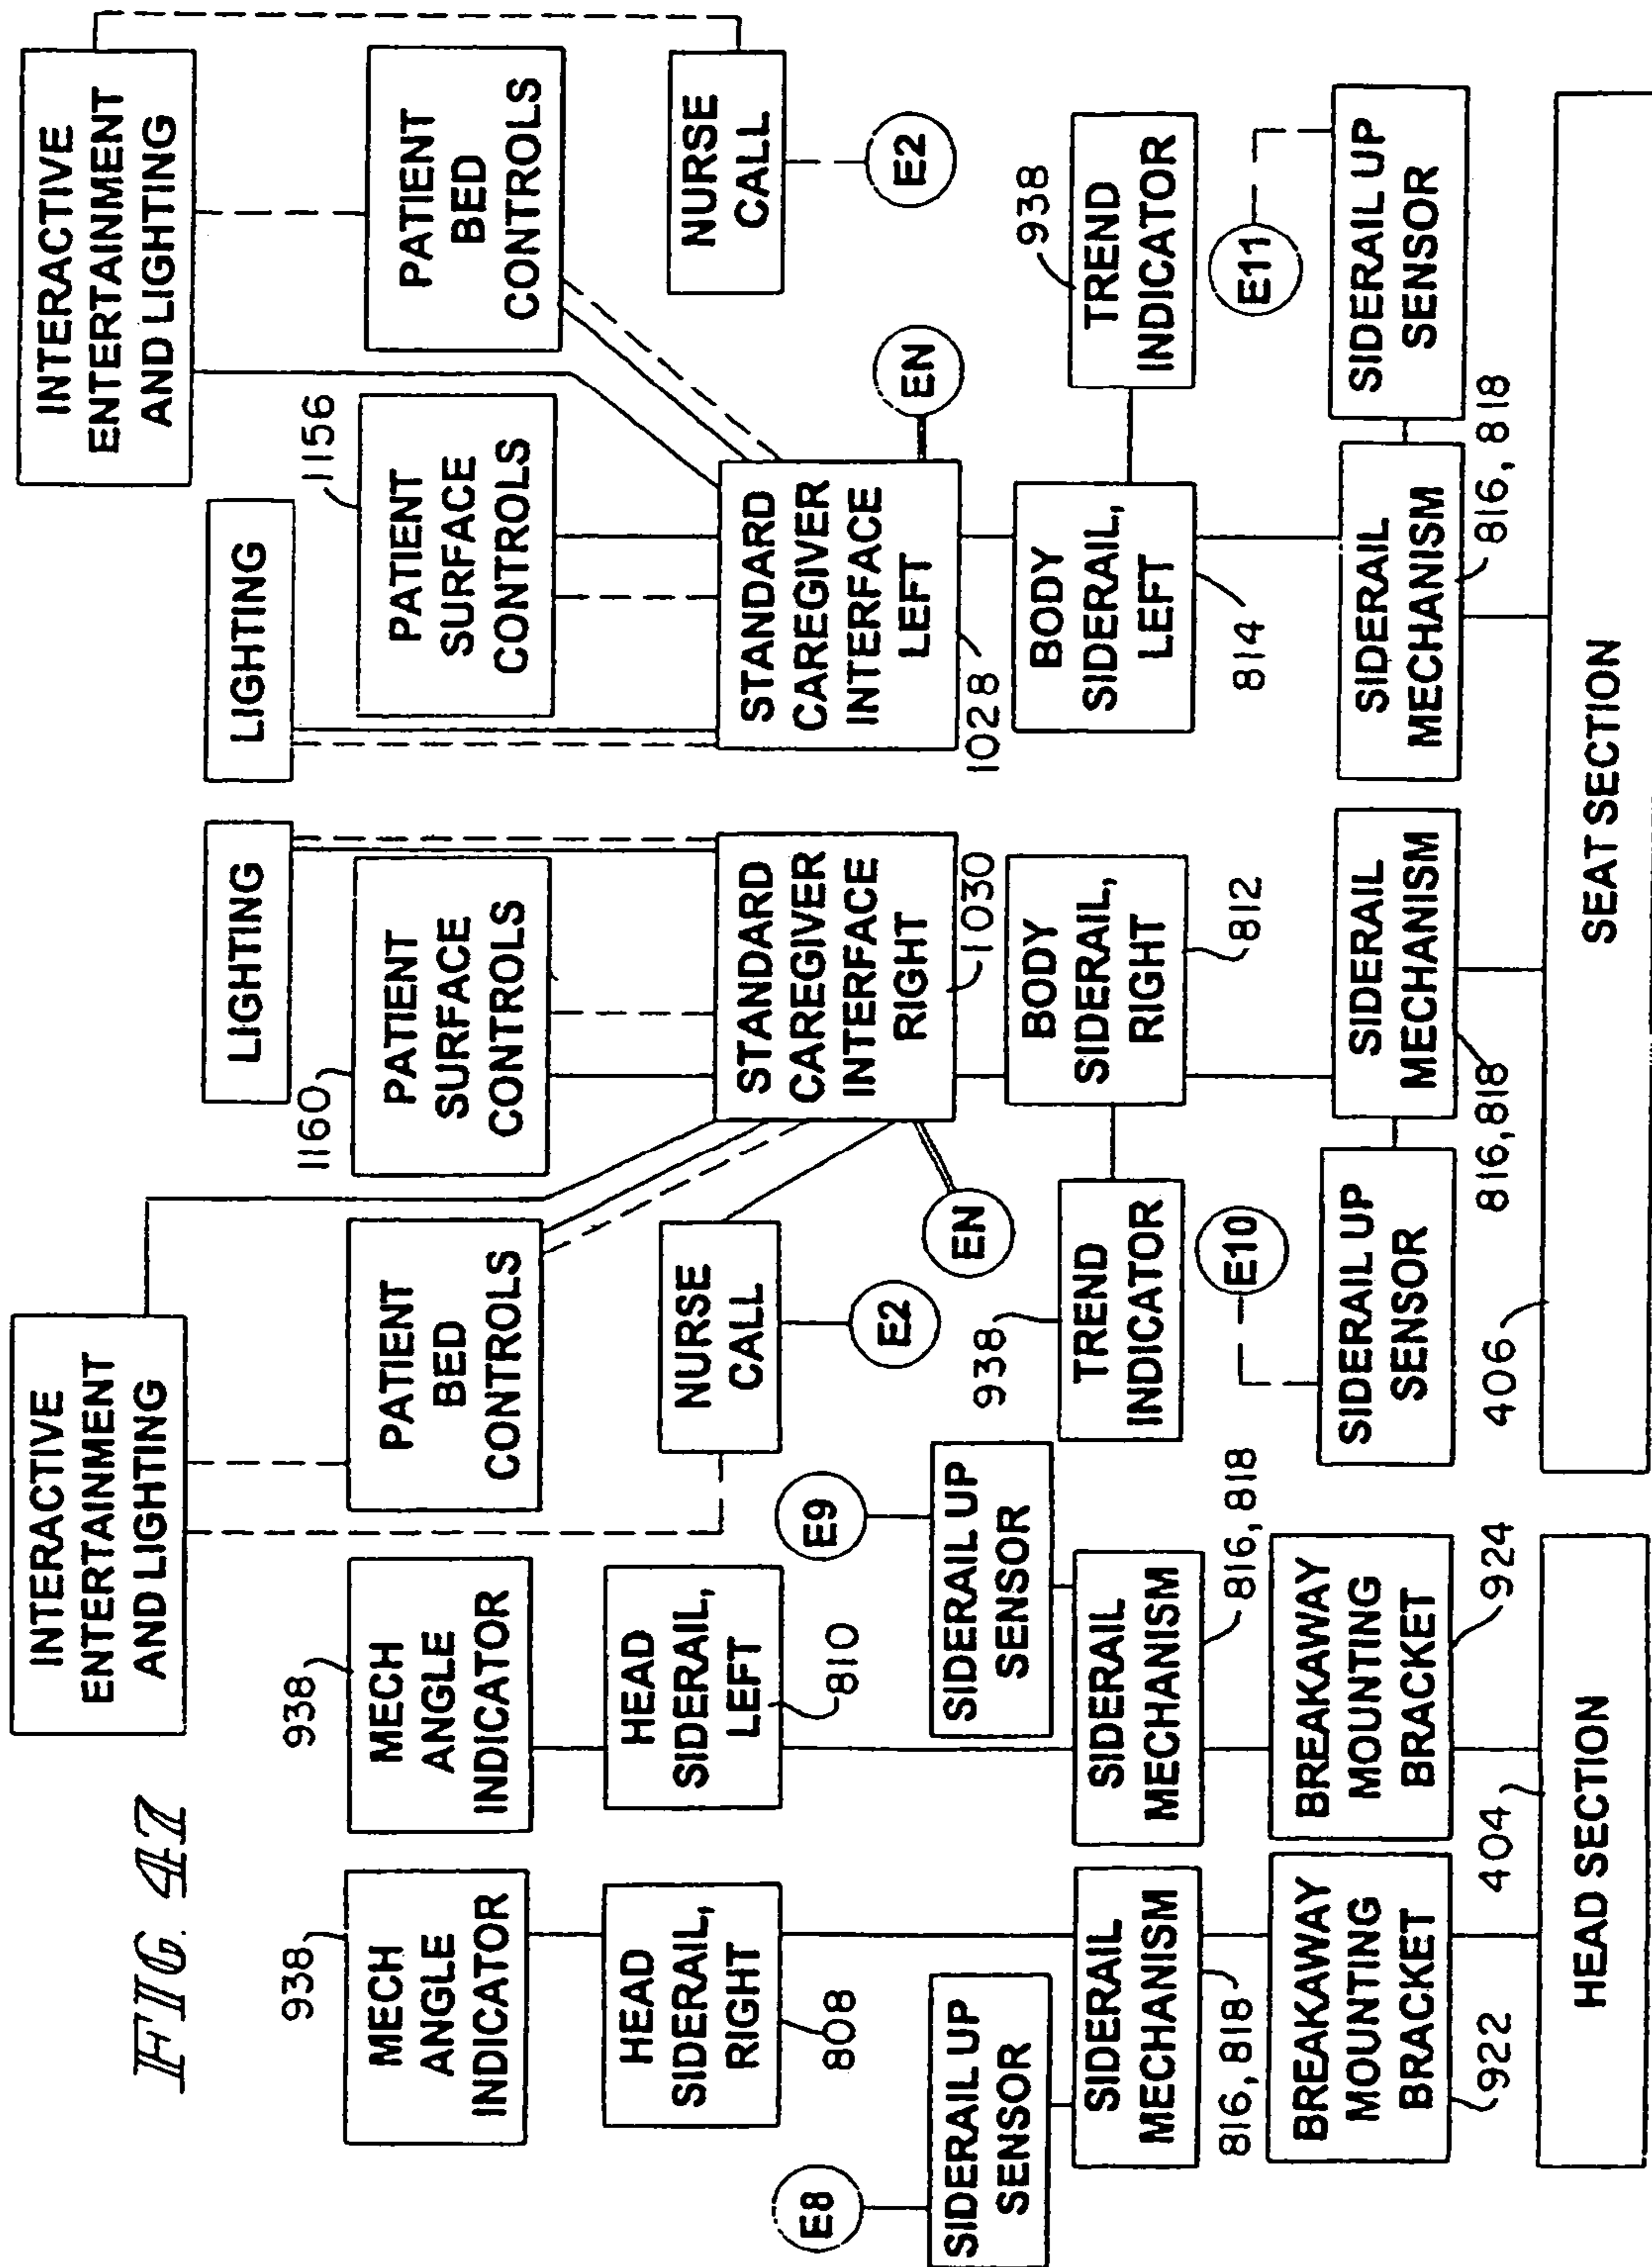 FIG. 47
938
MECH
ANGLE
INDICATOR
HEAD
SIDERAIL,
RIGHT
808
E8
SIDERAIL UP
SENSOR
SIDERAIL
MECHANISM
816, 818
BREAKAWAY
MOUNTING
BRACKET
922
HEAD SECTION
404
938
MECH
ANGLE
INDICATOR
HEAD
SIDERAIL,
LEFT
810
E9
SIDERAIL UP
SENSOR
SIDERAIL
MECHANISM
816, 818
BREAKAWAY
MOUNTING
BRACKET
924
INTERACTIVE
ENTERTAINMENT
AND LIGHTING
PATIENT
BED
CONTROLS
NURSE
CALL
E2
EN
LIGHTING
1160
PATIENT
SURFACE
CONTROLS
STANDARD
CAREGIVER
INTERFACE
RIGHT
1030
938
TREND
INDICATOR
BODY
SIDERAIL,
RIGHT
812
E10
SIDERAIL UP
SENSOR
SIDERAIL
MECHANISM
816, 818
406
SEAT SECTION
INTERACTIVE
ENTERTAINMENT
AND LIGHTING
LIGHTING
1156
PATIENT
SURFACE
CONTROLS
PATIENT
BED
CONTROLS
NURSE
CALL
E2
EN
STANDARD
CAREGIVER
INTERFACE
LEFT
1028
BODY
SIDERAIL,
LEFT
814
938
TREND
INDICATOR
E11
SIDERAIL UP
SENSOR
SIDERAIL
MECHANISM
816, 818